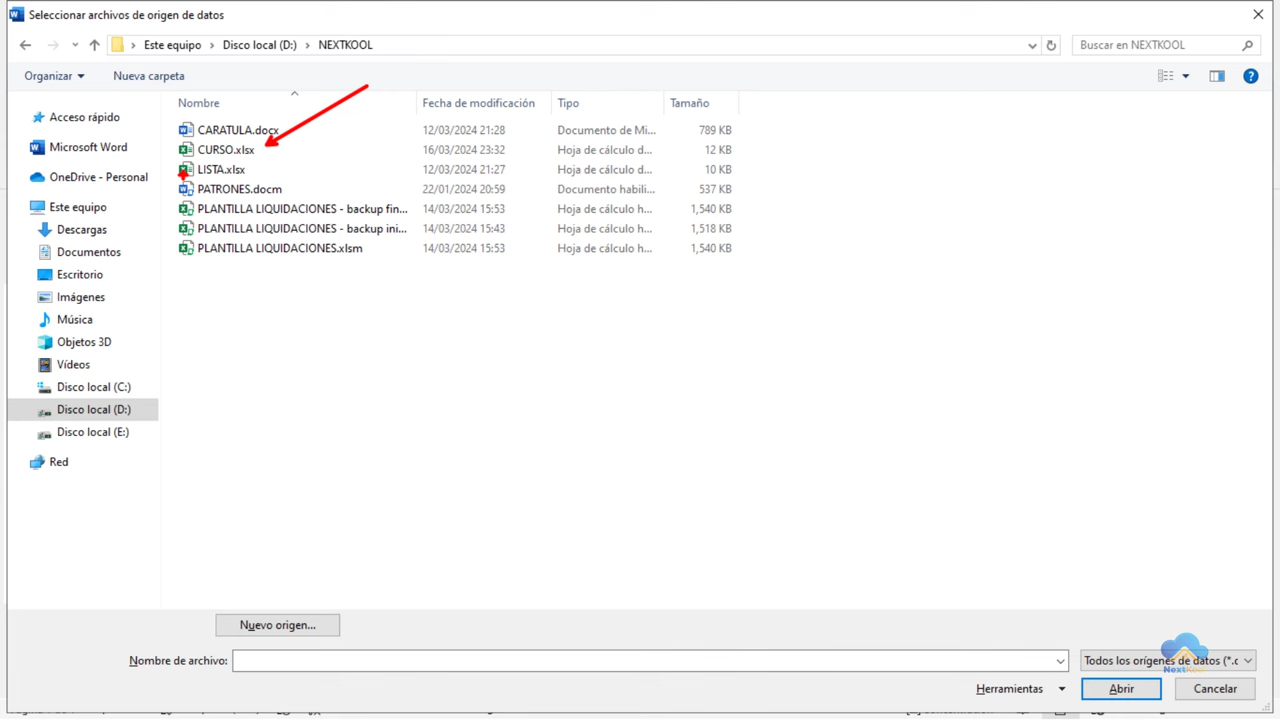 Seleccionar archivos de origen de datos
Este equipo > Disco local (D:) > NEXTKOOL
Buscar en NEXTKOOL
Organizar
Nueva carpeta
Nombre Fecha de modificación Tipo Tamaño
CARATULA.docx 12/03/2024 21:28 Documento de Mi... 789 KB
CURSO.xlsx 16/03/2024 23:32 Hoja de cálculo d... 12 KB
LISTA.xlsx 12/03/2024 21:27 Hoja de cálculo d... 10 KB
PATRONES.docm 22/01/2024 20:59 Documento habili... 537 KB
PLANTILLA LIQUIDACIONES - backup fin... 14/03/2024 15:53 Hoja de cálculo h... 1,540 KB
PLANTILLA LIQUIDACIONES - backup ini... 14/03/2024 15:43 Hoja de cálculo h... 1,518 KB
PLANTILLA LIQUIDACIONES.xlsm 14/03/2024 15:53 Hoja de cálculo h... 1,540 KB
Acceso rápido
Microsoft Word
OneDrive - Personal
Este equipo
Descargas
Documentos
Escritorio
Imágenes
Música
Objetos 3D
Vídeos
Disco local (C:)
Disco local (D:)
Disco local (E:)
Red
Nuevo origen...
Nombre de archivo:
Todos los orígenes de datos (*.c
NextKool
Herramientas
Abrir
Cancelar